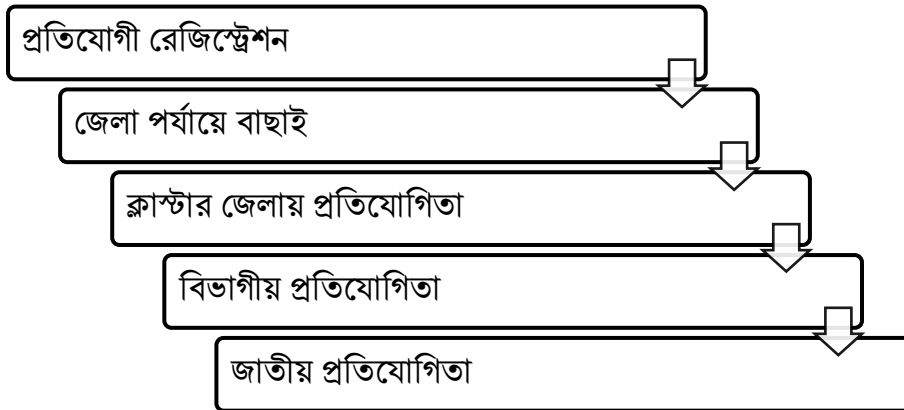 প্রতিযোগী রেজিস্ট্রেশন
জেলা পর্যায়ে বাছাই
ক্লাস্টার জেলায় প্রতিযোগিতা
বিভাগীয় প্রতিযোগিতা
জাতীয় প্রতিযোগিতা